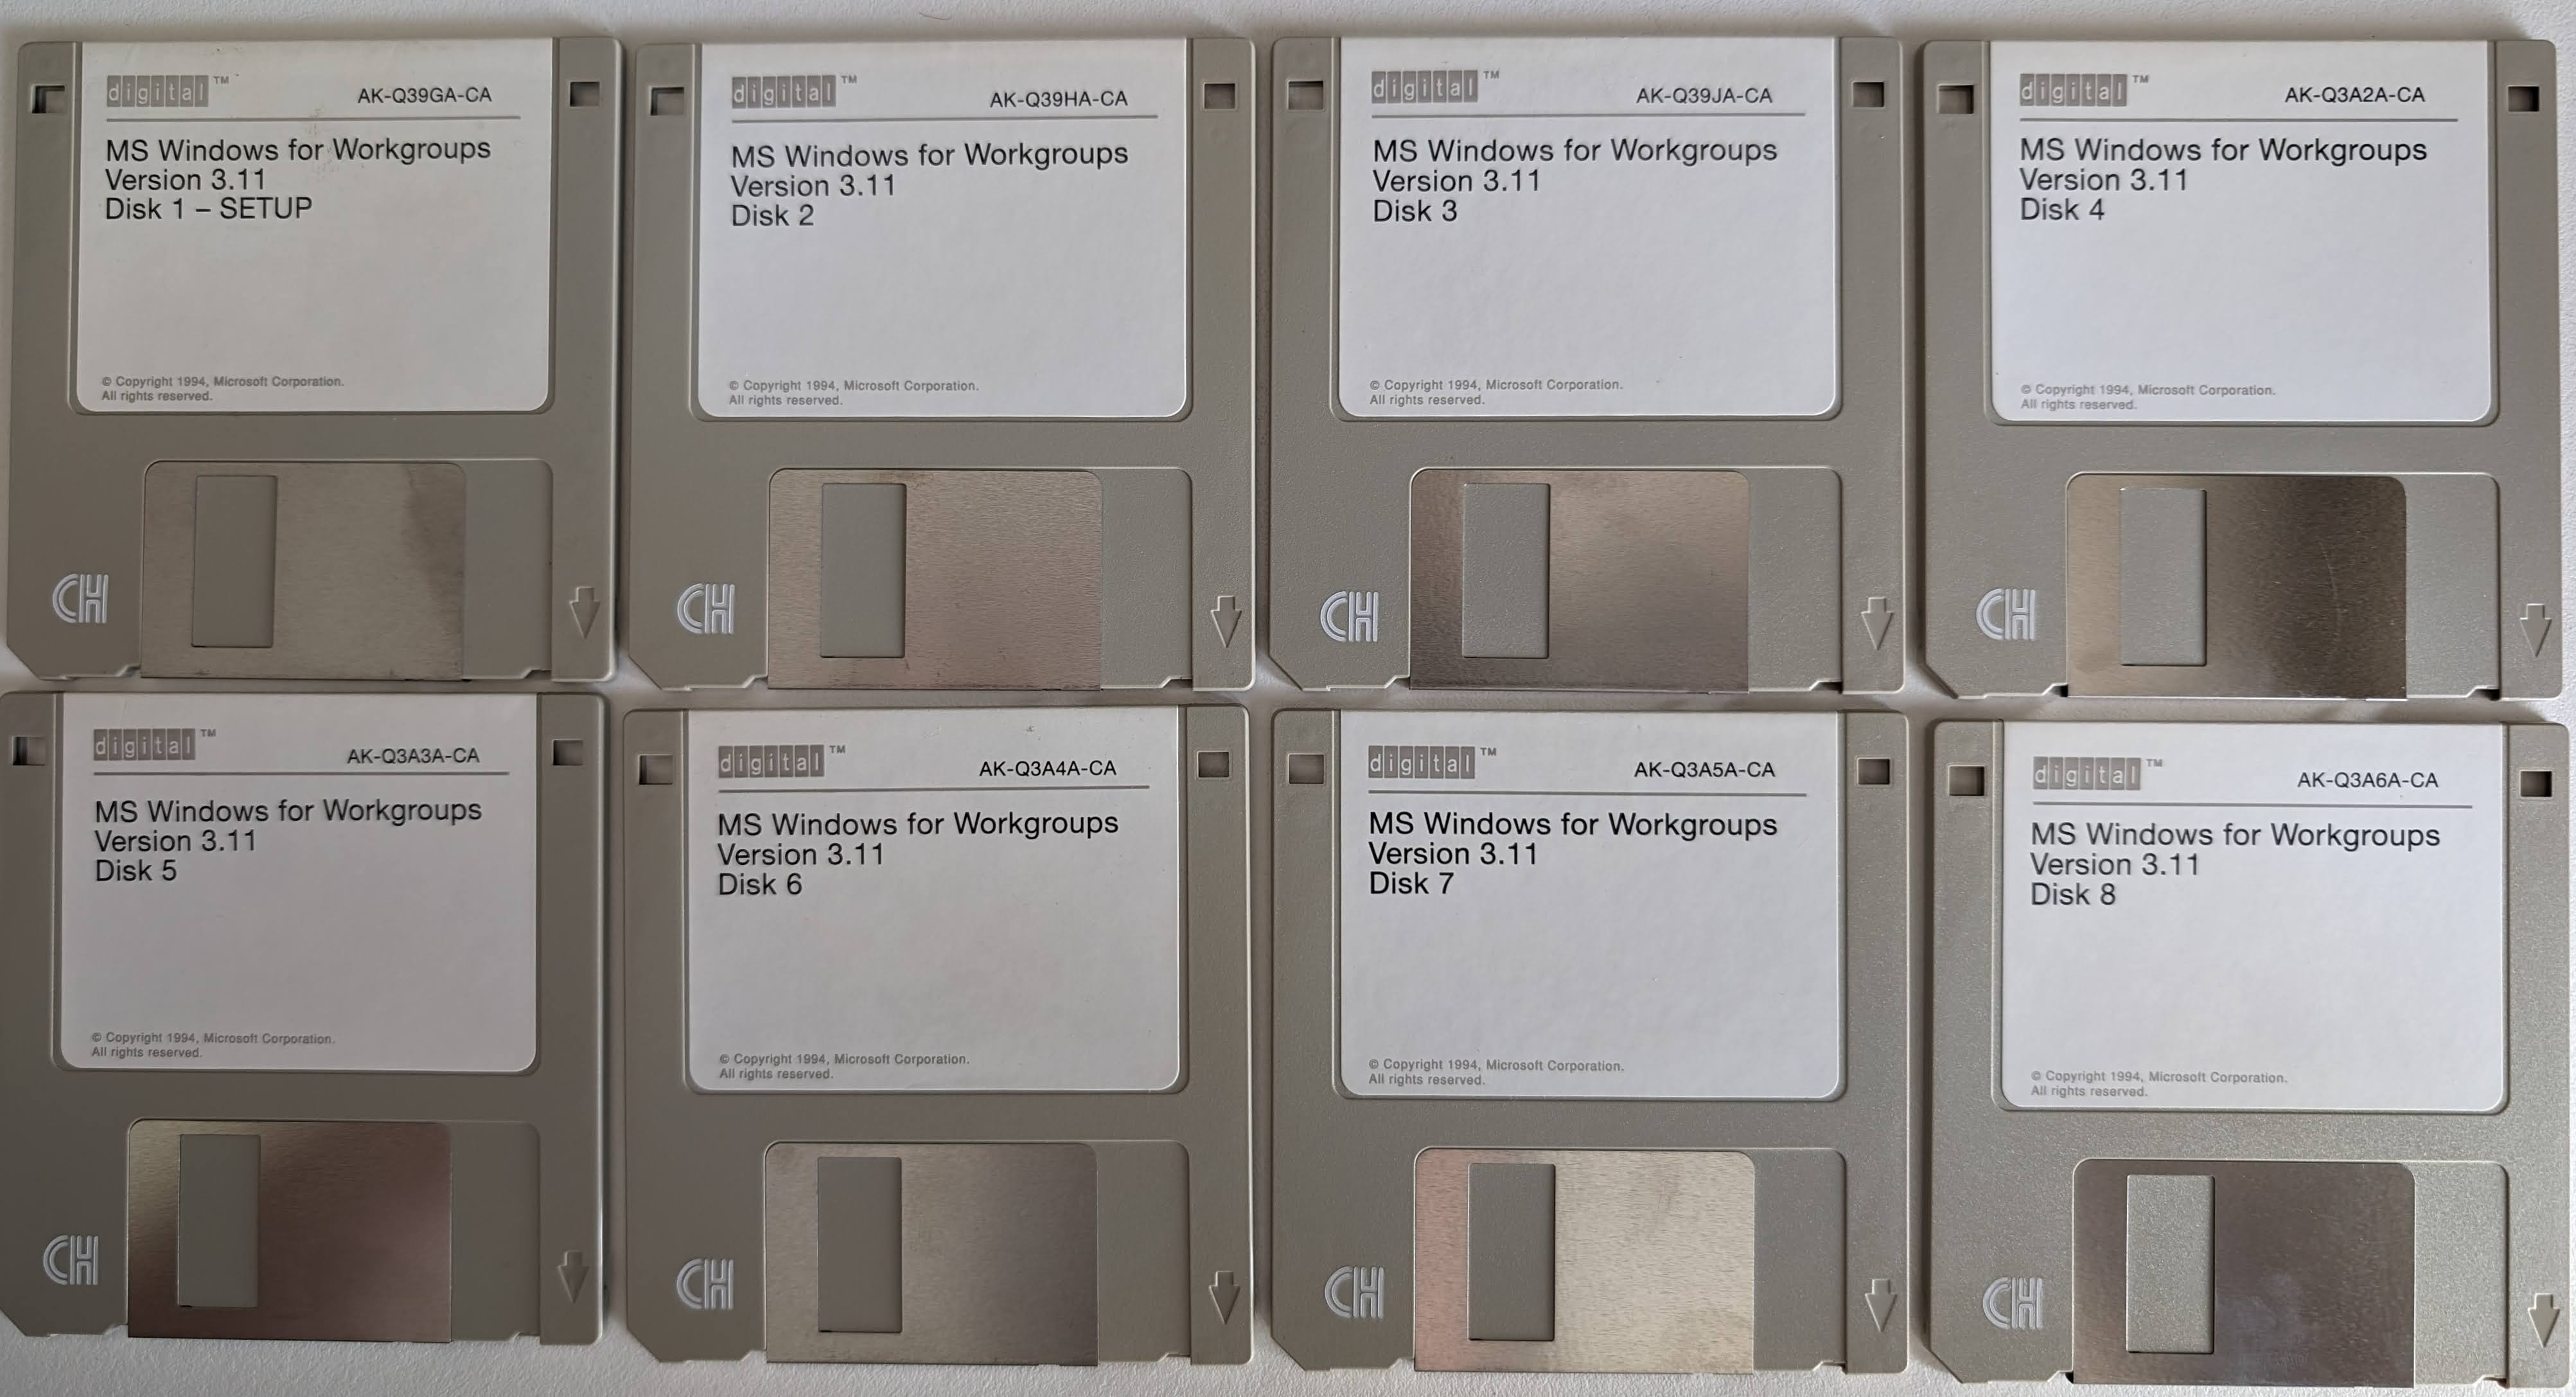 digital™
AK-Q39GA-CA
MS Windows for Workgroups
Version 3.11
Disk 1 – SETUP
© Copyright 1994, Microsoft Corporation.
All rights reserved.
digital™
AK-Q39HA-CA
MS Windows for Workgroups
Version 3.11
Disk 2
© Copyright 1994, Microsoft Corporation.
All rights reserved.
digital™
AK-Q39JA-CA
MS Windows for Workgroups
Version 3.11
Disk 3
© Copyright 1994, Microsoft Corporation.
All rights reserved.
digital™
AK-Q3A2A-CA
MS Windows for Workgroups
Version 3.11
Disk 4
© Copyright 1994, Microsoft Corporation.
All rights reserved.
CH
CH
CH
CH
digital™
AK-Q3A3A-CA
MS Windows for Workgroups
Version 3.11
Disk 5
© Copyright 1994, Microsoft Corporation.
All rights reserved.
digital™
AK-Q3A4A-CA
MS Windows for Workgroups
Version 3.11
Disk 6
© Copyright 1994, Microsoft Corporation.
All rights reserved.
digital™
AK-Q3A5A-CA
MS Windows for Workgroups
Version 3.11
Disk 7
© Copyright 1994, Microsoft Corporation.
All rights reserved.
digital™
AK-Q3A6A-CA
MS Windows for Workgroups
Version 3.11
Disk 8
© Copyright 1994, Microsoft Corporation.
All rights reserved.
CH
CH
CH
CH